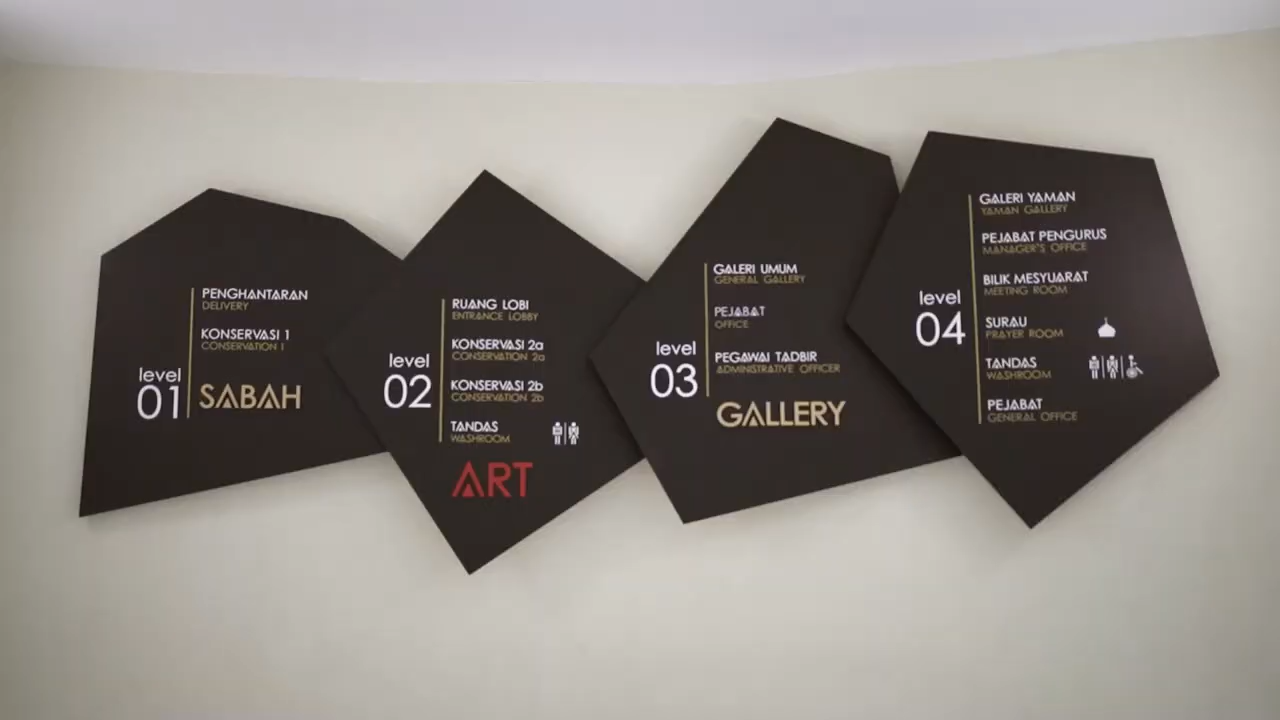 level
01
PENGHANTARAN
DELIVERY
KONSERVASI 1
CONSERVATION 1
SABAH
level
02
RUANG LOBI
ENTRANCE LOBBY
KONSERVASI 2a
CONSERVATION 2a
KONSERVASI 2b
CONSERVATION 2b
TANDAS
WASHROOM
ART
level
03
GALERI UMUM
GENERAL GALLERY
PEJABAT
OFFICE
PEGAWAI TADBIR
ADMINISTRATIVE OFFICER
GALLERY
level
04
GALERI YAMAN
YAMAN GALLERY
PEJABAT PENGURUS
MANAGER'S OFFICE
BILIK MESYUARAT
MEETING ROOM
SURAU
PRAYER ROOM
TANDAS
WASHROOM
PEJABAT
GENERAL OFFICE